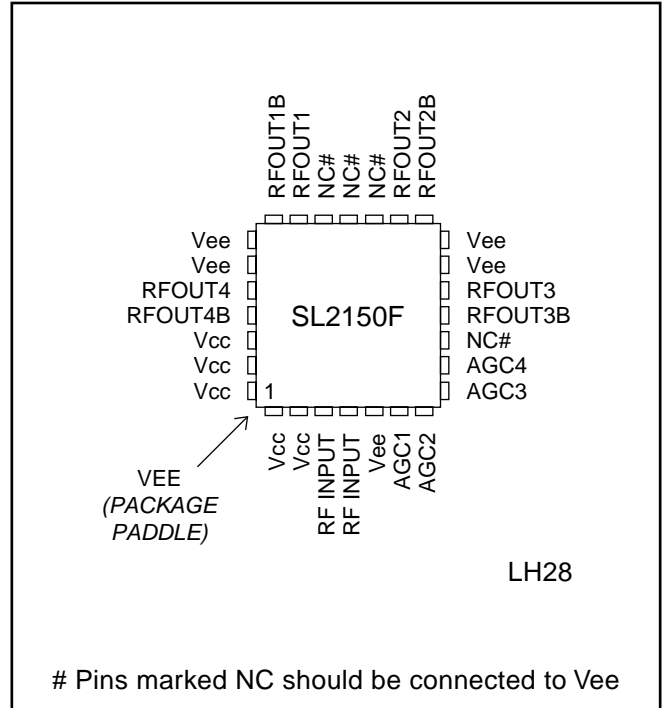 RFOUT1B
RFOUT1
NC#
NC#
NC#
RFOUT2
RFOUT2B
Vee
Vee
RFOUT4
RFOUT4B
Vcc
Vcc
Vcc
SL2150F
1
Vee
Vee
RFOUT3
RFOUT3B
NC#
AGC4
AGC3
Vcc
Vcc
RF INPUT
RF INPUT
Vee
AGC1
AGC2
VEE
(PACKAGE
PADDLE)
LH28
# Pins marked NC should be connected to Vee